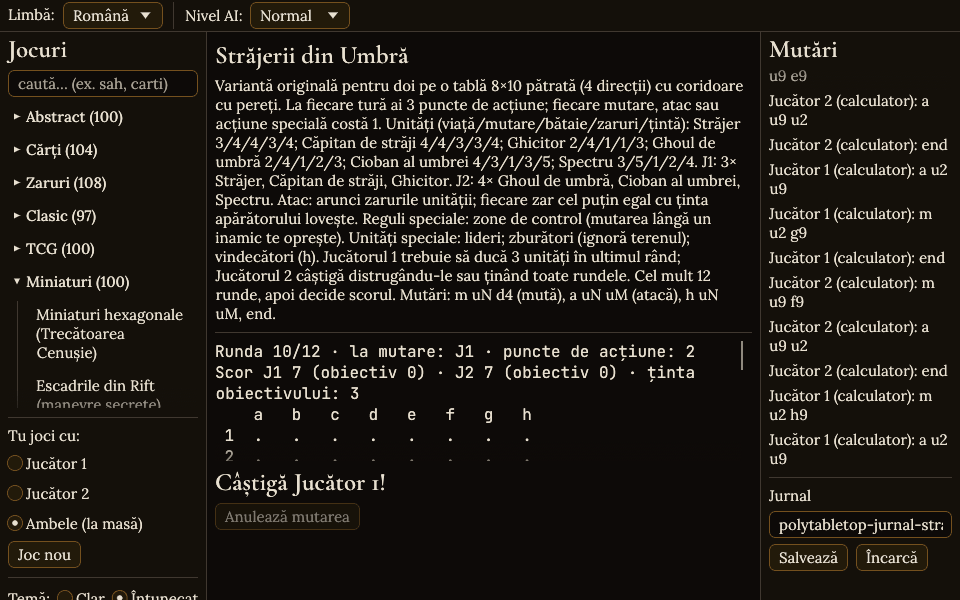 Limbă: Română ▼ Nivel AI: Normal ▼
Jocuri
caută... (ex. sah, carti)
▸ Abstract (100)
▸ Cărți (104)
▸ Zaruri (108)
▸ Clasic (97)
▸ TCG (100)
▾ Miniaturi (100)
Miniaturi hexagonale
(Trecătoarea
Cenușie)
Escadrile din Rift
(manevre secrete)
Tu joci cu:
Jucător 1
Jucător 2
Ambele (la masă)
Joc nou
Temă: Clar Întunecat
Străjerii din Umbră
Variantă originală pentru doi pe o tablă 8×10 pătrată (4 direcții) cu coridoare
cu pereți. La fiecare tură ai 3 puncte de acțiune; fiecare mutare, atac sau
acțiune specială costă 1. Unități (viață/mutare/bătaie/zaruri/țintă): Străjer
3/4/4/3/4; Căpitan de străji 4/4/3/3/4; Ghicitor 2/4/1/1/3; Ghoul de
umbră 2/4/1/2/3; Cioban al umbrei 4/3/1/3/5; Spectru 3/5/1/2/4. J1: 3×
Străjer, Căpitan de străji, Ghicitor. J2: 4× Ghoul de umbră, Cioban al umbrei,
Spectru. Atac: arunci zarurile unității; fiecare zar cel puțin egal cu ținta
apărătorului lovește. Reguli speciale: zone de control (mutarea lângă un
inamic te oprește). Unități speciale: lideri; zburători (ignoră terenul);
vindecători (h). Jucătorul 1 trebuie să ducă 3 unități în ultimul rând;
Jucătorul 2 câștigă distrugându-le sau ținând toate rundele. Cel mult 12
runde, apoi decide scorul. Mutări: m uN d4 (mută), a uN uM (atacă), h uN
uM, end.
Runda 10/12 · la mutare: J1 · puncte de acțiune: 2
Scor J1 7 (obiectiv 0) · J2 7 (obiectiv 0) · ținta
obiectivului: 3
a b c d e f g h
1 . . . . . . . .
2 . . . . . . . .
Câștigă Jucător 1!
Anulează mutarea
Mutări
u9 e9
Jucător 2 (calculator): a
u9 u2
Jucător 2 (calculator): end
Jucător 1 (calculator): a u2
u9
Jucător 1 (calculator): m
u2 g9
Jucător 1 (calculator): end
Jucător 2 (calculator): m
u9 f9
Jucător 2 (calculator): a
u9 u2
Jucător 2 (calculator): end
Jucător 1 (calculator): m
u2 h9
Jucător 1 (calculator): a u2
u9
Jurnal
polytabletop-jurnal-stra
Salvează Încarcă